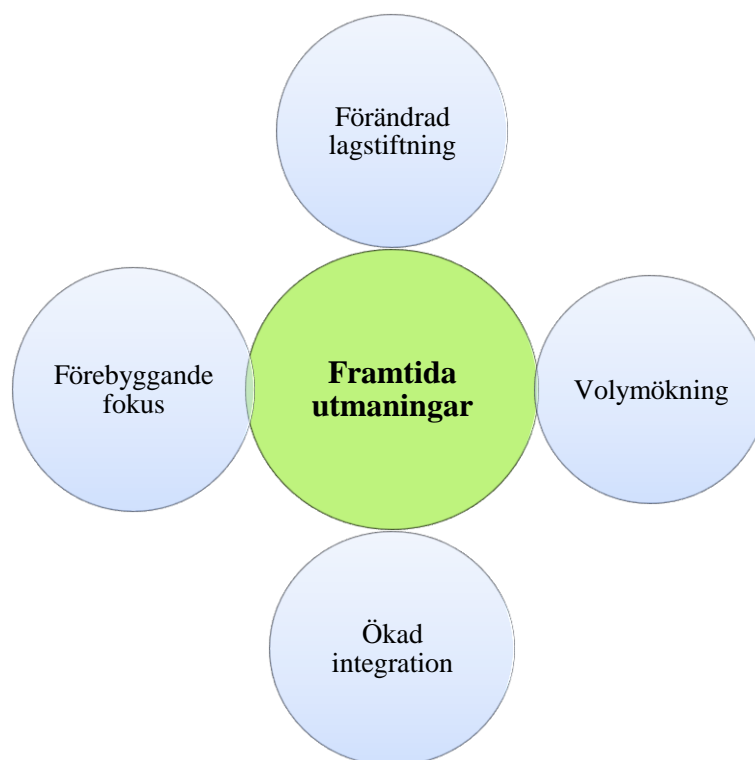 Förändrad
lagstiftning
Förebyggande
fokus
Framtida
utmaningar
Volymökning
Ökad
integration